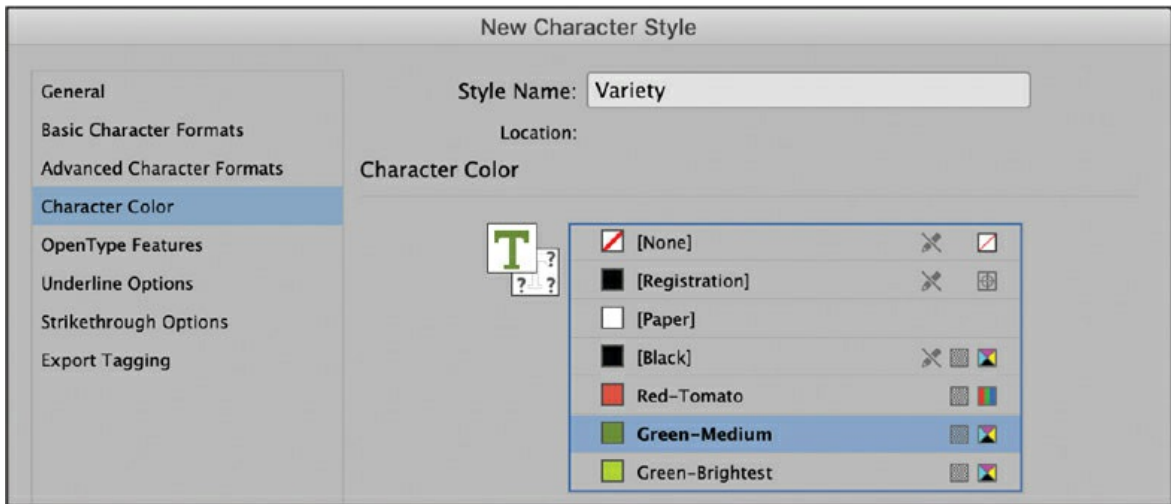 New Character Style
General
Basic Character Formats
Advanced Character Formats
Character Color
OpenType Features
Underline Options
Strikethrough Options
Export Tagging
Style Name: Variety
Location:
Character Color
T
? ? ?
[None]
[Registration]
[Paper]
[Black]
Red-Tomato
Green-Medium
Green-Brightest